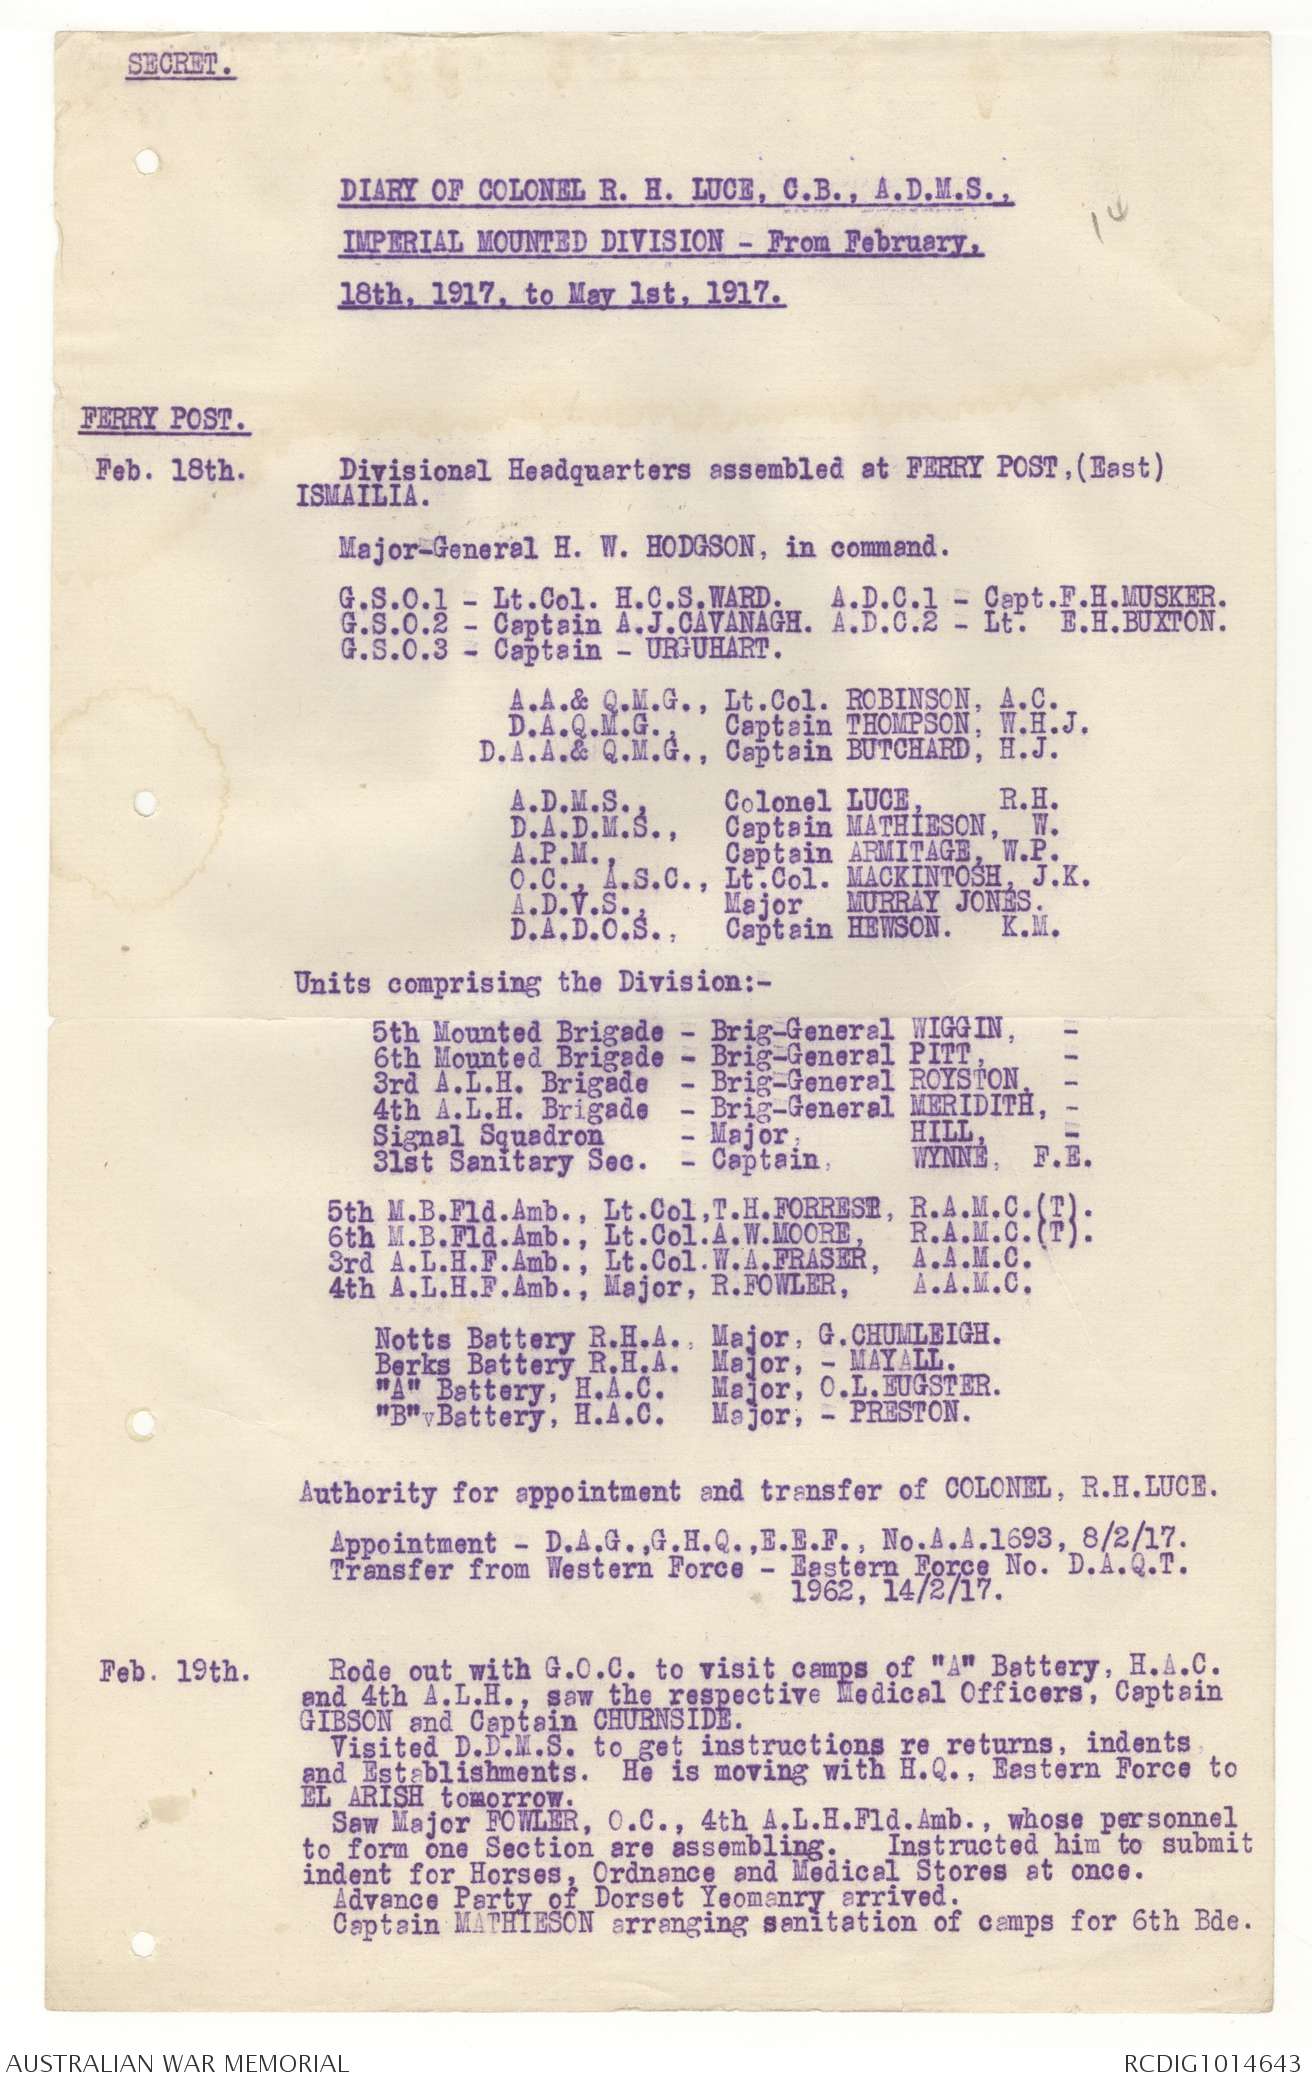 SECRET.
DIARY OF COLONEL R. H. LUCE, C.B., A.D.M.S.,
IMPERIAL MOUNTED DIVISION - From February,
18th, 1917, to May 1st, 1917.
14
FERRY POST.
Feb. 18th. Divisional Headquarters assembled at FERRY POST,(East)
ISMAILIA.
Major-General H. W. HODGSON, in command.
G.S.O.1 - Lt.Col. H.C.S.WARD. A.D.C.1 - Capt.F.H.MUSKER.
G.S.O.2 - Captain A.J.CAVANAGH. A.D.C.2 - Lt. E.H.BUXTON.
G.S.O.3 - Captain - URGUHART.
A.A.& Q.M.G., Lt.Col. ROBINSON, A.C.
D.A.Q.M.G., Captain THOMPSON, W.H.J.
D.A.A.& Q.M.G., Captain BUTCHARD, H.J.
A.D.M.S., Colonel LUCE, R.H.
D.A.D.M.S., Captain MATHIESON, W.
A.P.M., Captain ARMITAGE, W.P.
O.C., A.S.C., Lt.Col. MACKINTOSH, J.K.
A.D.V.S., Major MURRAY JONES.
D.A.D.O.S., Captain HEWSON. K.M.
Units comprising the Division:-
5th Mounted Brigade - Brig-General WIGGIN, -
6th Mounted Brigade - Brig-General PITT, -
3rd A.L.H. Brigade - Brig-General ROYSTON, -
4th A.L.H. Brigade - Brig-General MERIDITH, -
Signal Squadron - Major, HILL, -
31st Sanitary Sec. - Captain, WYNNE, F.E.
5th M.B.Fld.Amb., Lt.Col,T.H.FORREST, R.A.M.C.(T).
6th M.B.Fld.Amb., Lt.Col.A.W.MOORE, R.A.M.C.(T).
3rd A.L.H.F.Amb., Lt.Col.W.A.FRASER, A.A.M.C.
4th A.L.H.F.Amb., Major, R.FOWLER, A.A.M.C.
Notts Battery R.H.A., Major, G.CHUMLEIGH.
Berks Battery R.H.A. Major, - MAYALL.
"A" Battery, H.A.C. Major, O.L.EUGSTER.
"B"vBattery, H.A.C. Major, - PRESTON.
Authority for appointment and transfer of COLONEL, R.H.LUCE.
Appointment - D.A.G.,G.H.Q.,E.E.F., No.A.A.1693, 8/2/17.
Transfer from Western Force - Eastern Force No. D.A.Q.T.
1962, 14/2/17.
Feb. 19th. Rode out with G.O.C. to visit camps of "A" Battery, H.A.C.
and 4th A.L.H., saw the respective Medical Officers, Captain
GIBSON and Captain CHURNSIDE.
Visited D.D.M.S. to get instructions re returns, indents,
and Establishments. He is moving with H.Q., Eastern Force to
EL ARISH tomorrow.
Saw Major FOWLER, O.C., 4th A.L.H.Fld.Amb., whose personnel
to form one Section are assembling. Instructed him to submit
indent for Horses, Ordnance and Medical Stores at once.
Advance Party of Dorset Yeomanry arrived.
Captain MATHIESON arranging sanitation of camps for 6th Bde.
AUSTRALIAN WAR MEMORIAL RCDIG1014643